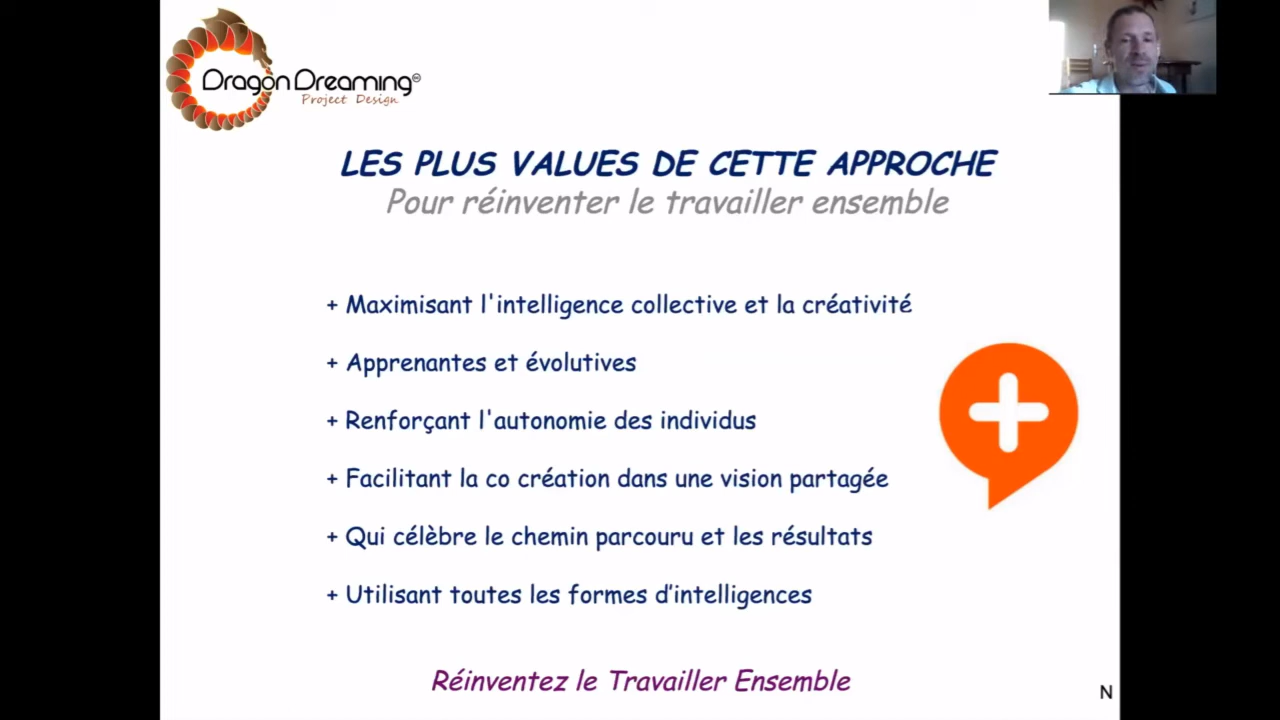 Dragon Dreaming
Project Design
LES PLUS VALUES DE CETTE APPROCHE
Pour réinventer le travailler ensemble
+ Maximisant l'intelligence collective et la créativité
+ Apprenantes et évolutives
+ Renforçant l'autonomie des individus
+ Facilitant la co création dans une vision partagée
+ Qui célèbre le chemin parcouru et les résultats
+ Utilisant toutes les formes d’intelligences
Réinventez le Travailler Ensemble
N